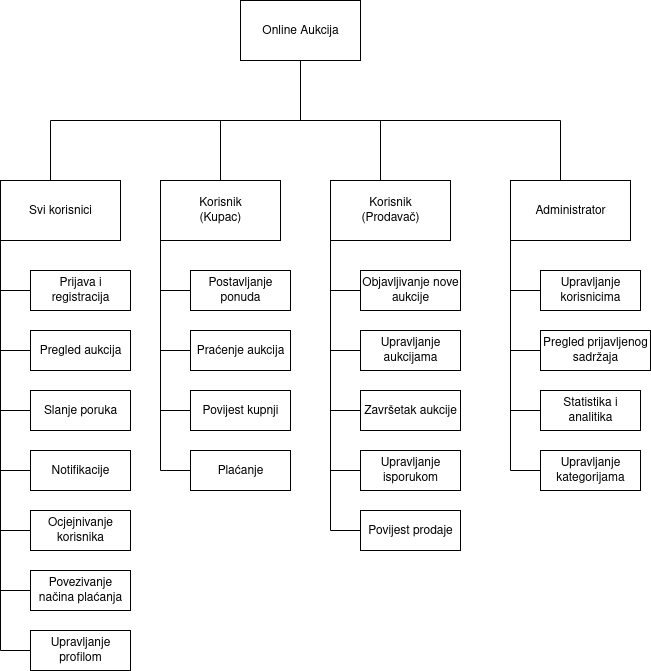 Online Aukcija
Svi korisnici
Korisnik
(Kupac)
Korisnik
(Prodavač)
Administrator
Prijava i
registracija
Pregled aukcija
Slanje poruka
Notifikacije
Ocjejnivanje
korisnika
Povezivanje
načina plaćanja
Upravljanje
profilom
Postavljanje
ponuda
Praćenje aukcija
Povijest kupnji
Plaćanje
Objavljivanje nove
aukcije
Upravljanje
aukcijama
Završetak aukcije
Upravljanje
isporukom
Povijest prodaje
Upravljanje
korisnicima
Pregled prijavljenog
sadržaja
Statistika i
analitika
Upravljanje
kategorijama